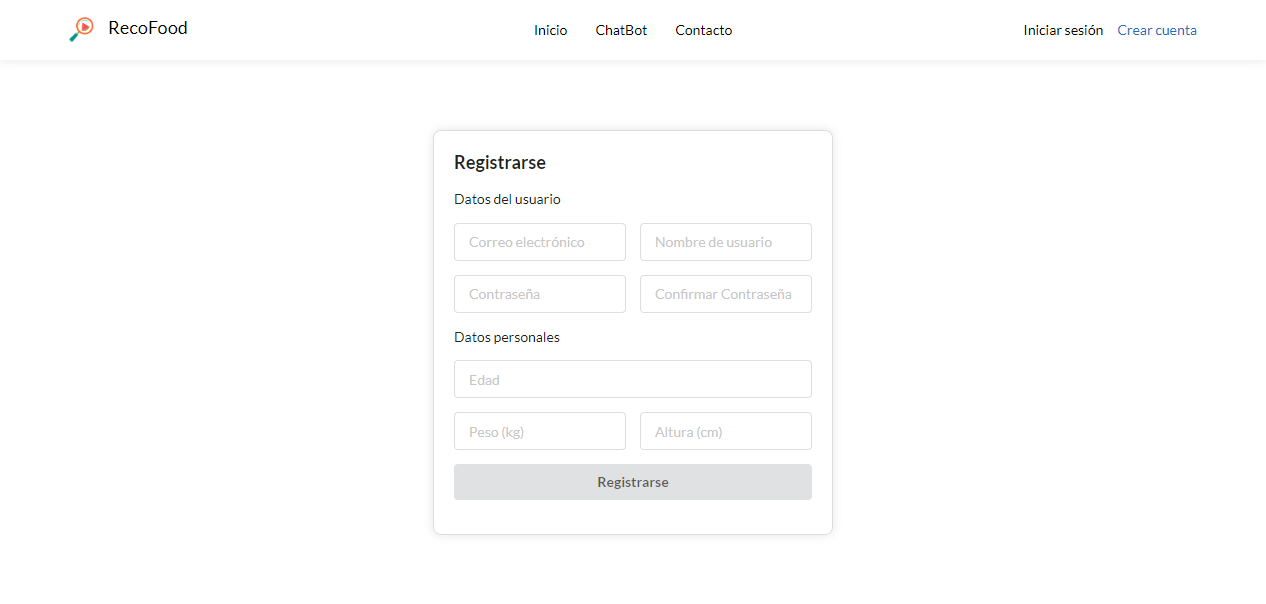 RecoFood
Inicio ChatBot Contacto
Iniciar sesión Crear cuenta
Registrarse
Datos del usuario
Correo electrónico Nombre de usuario
Contraseña Confirmar Contraseña
Datos personales
Edad
Peso (kg) Altura (cm)
Registrarse